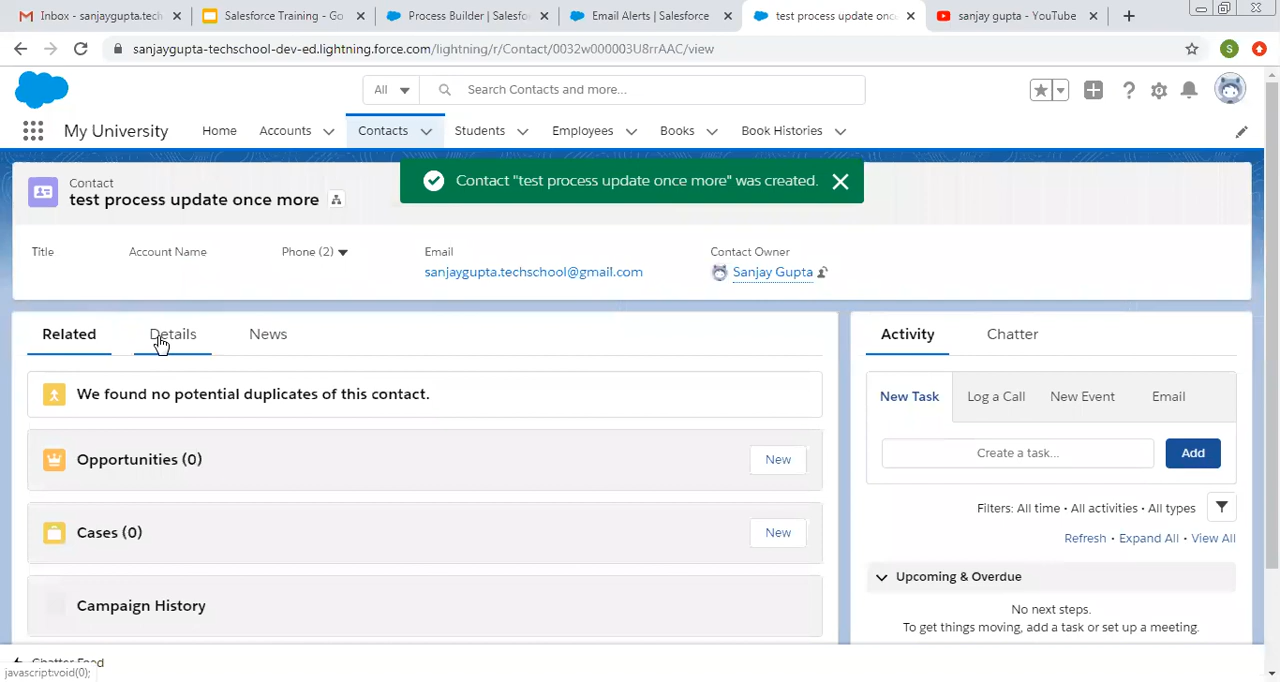 Inbox - sanjaygupta.tech
Salesforce Training - Go
Process Builder | Salesfo
Email Alerts | Salesforce
test process update onc
sanjay gupta - YouTube
sanjaygupta-techschool-dev-ed.lightning.force.com/lightning/r/Contact/0032w000003U8rrAAC/view
S
All
Search Contacts and more...
My University
Home
Accounts
Contacts
Students
Employees
Books
Book Histories
Contact
test process update once more
Contact "test process update once more" was created.
Title
Account Name
Phone (2)
Email
Contact Owner
sanjaygupta.techschool@gmail.com
Sanjay Gupta
Related
Details
News
Activity
Chatter
We found no potential duplicates of this contact.
New Task
Log a Call
New Event
Email
Opportunities (0)
New
Create a task...
Add
Filters: All time • All activities • All types
Cases (0)
New
Refresh • Expand All • View All
Upcoming & Overdue
Campaign History
No next steps.
To get things moving, add a task or set up a meeting.
Chatter Feed
javascript:void(0);